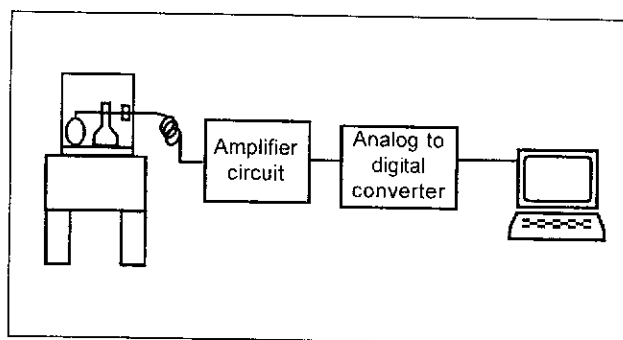 Amplifier
circuit
Analog to
digital
converter